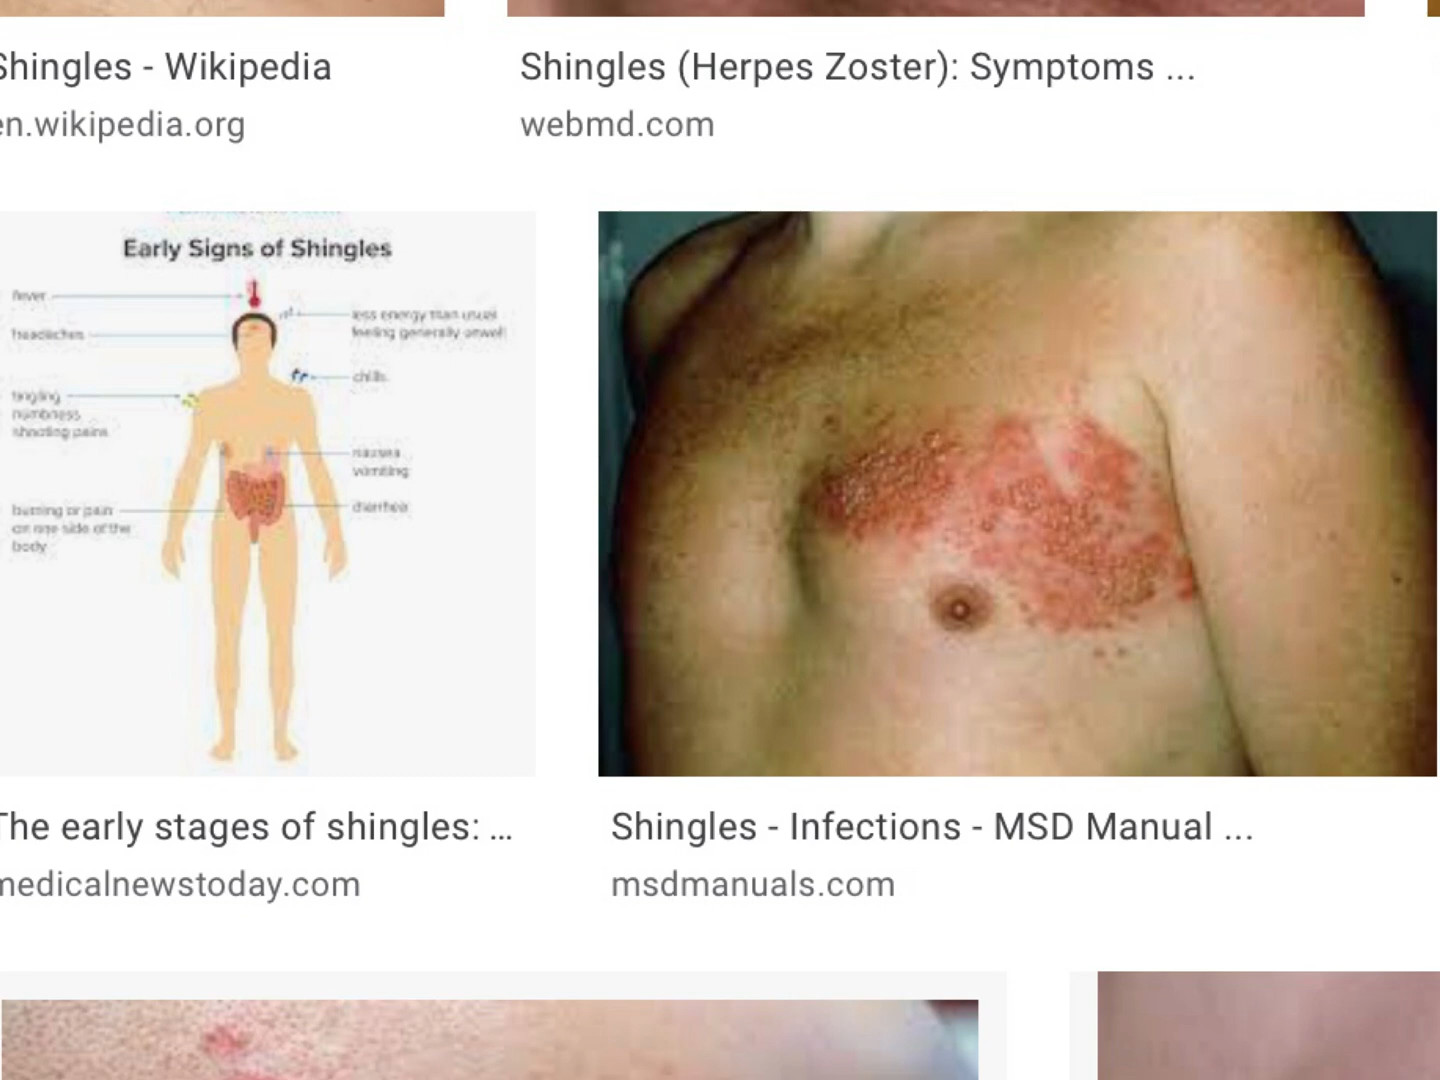 Shingles - Wikipedia
en.wikipedia.org
Shingles (Herpes Zoster): Symptoms ...
webmd.com
Early Signs of Shingles
fever
headaches
tingling
numbness
shooting pains
burning or pain
on one side of the
body
less energy than usual
feeling generally unwell
chills
nausea
vomiting
diarrhea
The early stages of shingles: ...
medicalnewstoday.com
Shingles - Infections - MSD Manual ...
msdmanuals.com